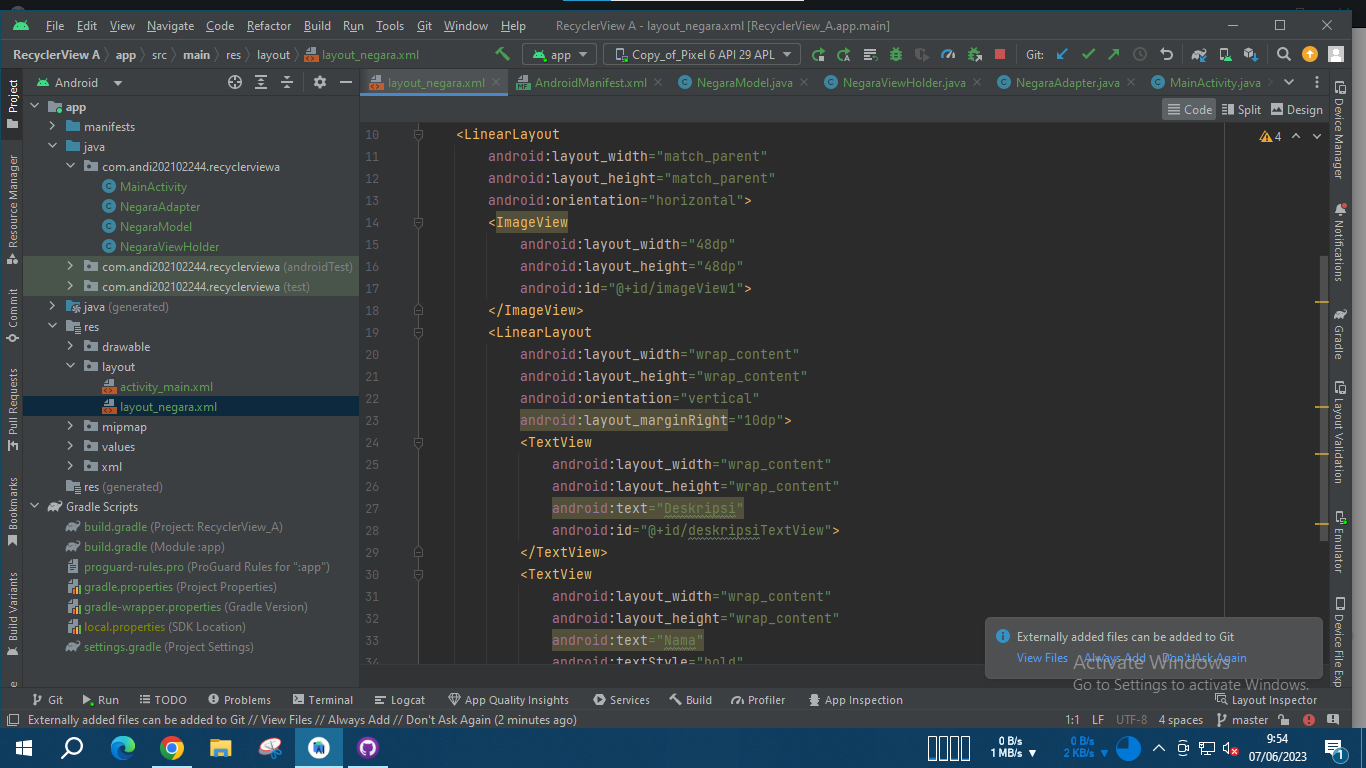 File Edit View Navigate Code Refactor Build Run Tools Git Window Help RecyclerView A - layout_negara.xml [RecyclerView_A.app.main]
RecyclerView A app src main res layout layout_negara.xml app Copy_of_Pixel 6 API 29 APL Git:
Android layout_negara.xml AndroidManifest.xml NegaraModel.java NegaraViewHolder.java NegaraAdapter.java MainActivity.java
Code Split Design
Project
Resource Manager
Commit
Pull Requests
Bookmarks
Build Variants
app
manifests
java
com.andi202102244.recyclerviewa
MainActivity
NegaraAdapter
NegaraModel
NegaraViewHolder
com.andi202102244.recyclerviewa (androidTest)
com.andi202102244.recyclerviewa (test)
java (generated)
res
drawable
layout
activity_main.xml
layout_negara.xml
mipmap
values
xml
res (generated)
Gradle Scripts
build.gradle (Project: RecyclerView_A)
build.gradle (Module :app)
proguard-rules.pro (ProGuard Rules for ":app")
gradle.properties (Project Properties)
gradle-wrapper.properties (Gradle Version)
local.properties (SDK Location)
settings.gradle (Project Settings)
4
10 <LinearLayout
11 android:layout_width="match_parent"
12 android:layout_height="match_parent"
13 android:orientation="horizontal">
14 <ImageView
15 android:layout_width="48dp"
16 android:layout_height="48dp"
17 android:id="@+id/imageView1">
18 </ImageView>
19 <LinearLayout
20 android:layout_width="wrap_content"
21 android:layout_height="wrap_content"
22 android:orientation="vertical"
23 android:layout_marginRight="10dp">
24 <TextView
25 android:layout_width="wrap_content"
26 android:layout_height="wrap_content"
27 android:text="Deskripsi"
28 android:id="@+id/deskripsiTextView">
29 </TextView>
30 <TextView
31 android:layout_width="wrap_content"
32 android:layout_height="wrap_content"
33 android:text="Nama"
34 android:textStyle="bold"
Device Manager
Notifications
Gradle
Layout Validation
Emulator
Device File Exp
Externally added files can be added to Git
View Files Always Add Don't Ask Again
Activate Windows
Go to Settings to activate Windows.
Git Run TODO Problems Terminal Logcat App Quality Insights Services Build Profiler App Inspection Layout Inspector
Externally added files can be added to Git // View Files // Always Add // Don't Ask Again (2 minutes ago) 1:1 LF UTF-8 4 spaces master
0 B/s 0 B/s 9:54
1 MB/s 2 KB/s 07/06/2023
1